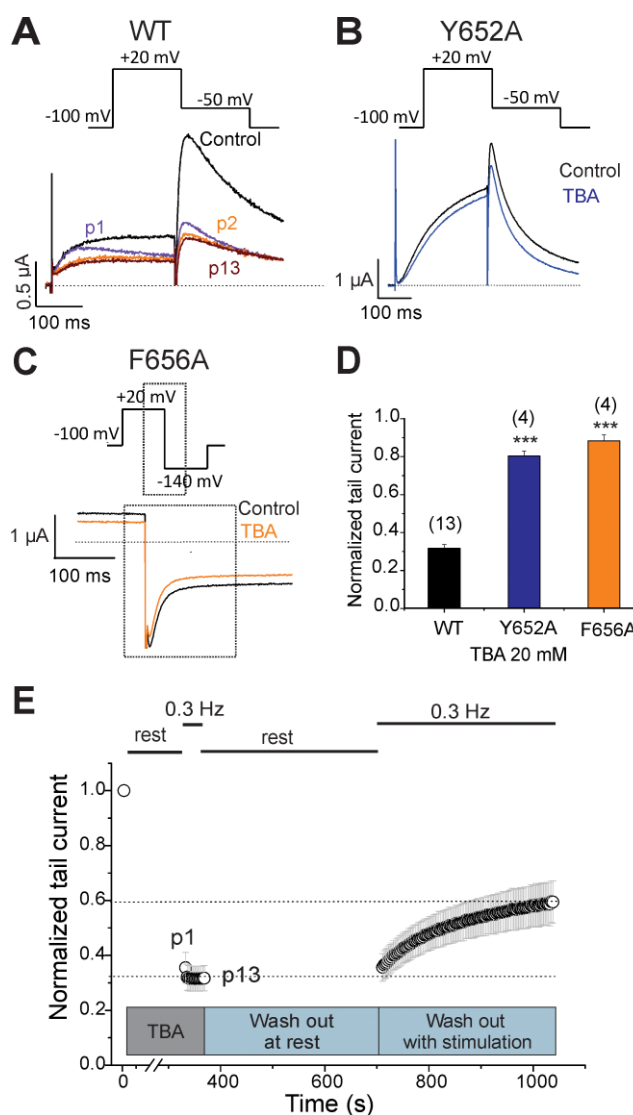 A
WT
+20 mV
-50 mV
-100 mV
Control
p1
p2
p13
0.5 µA
100 ms
B
Y652A
+20 mV
-50 mV
-100 mV
Control
TBA
1 µA
100 ms
C
F656A
+20 mV
-100 mV
-140 mV
Control
TBA
1 µA
100 ms
D
Normalized tail current
1.0
0.8
0.6
0.4
0.2
0.0
(13)
(4)
***
(4)
***
WT
Y652A
F656A
TBA 20 mM
E
rest
0.3 Hz
rest
0.3 Hz
Normalized tail current
1.0
0.8
0.6
0.4
0.2
0.0
p1
p13
TBA
Wash out
at rest
Wash out
with stimulation
0
400
600
800
1000
Time (s)